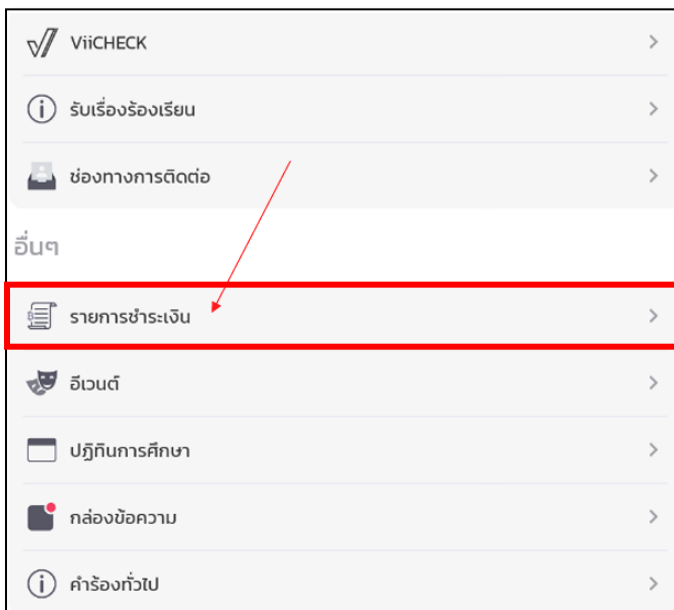 ViiCHECK
รับเรื่องร้องเรียน
ช่องทางการติดต่อ
อื่นๆ
รายการชำระเงิน
อีเวนต์
ปฏิทินการศึกษา
กล่องข้อความ
คำร้องทั่วไป